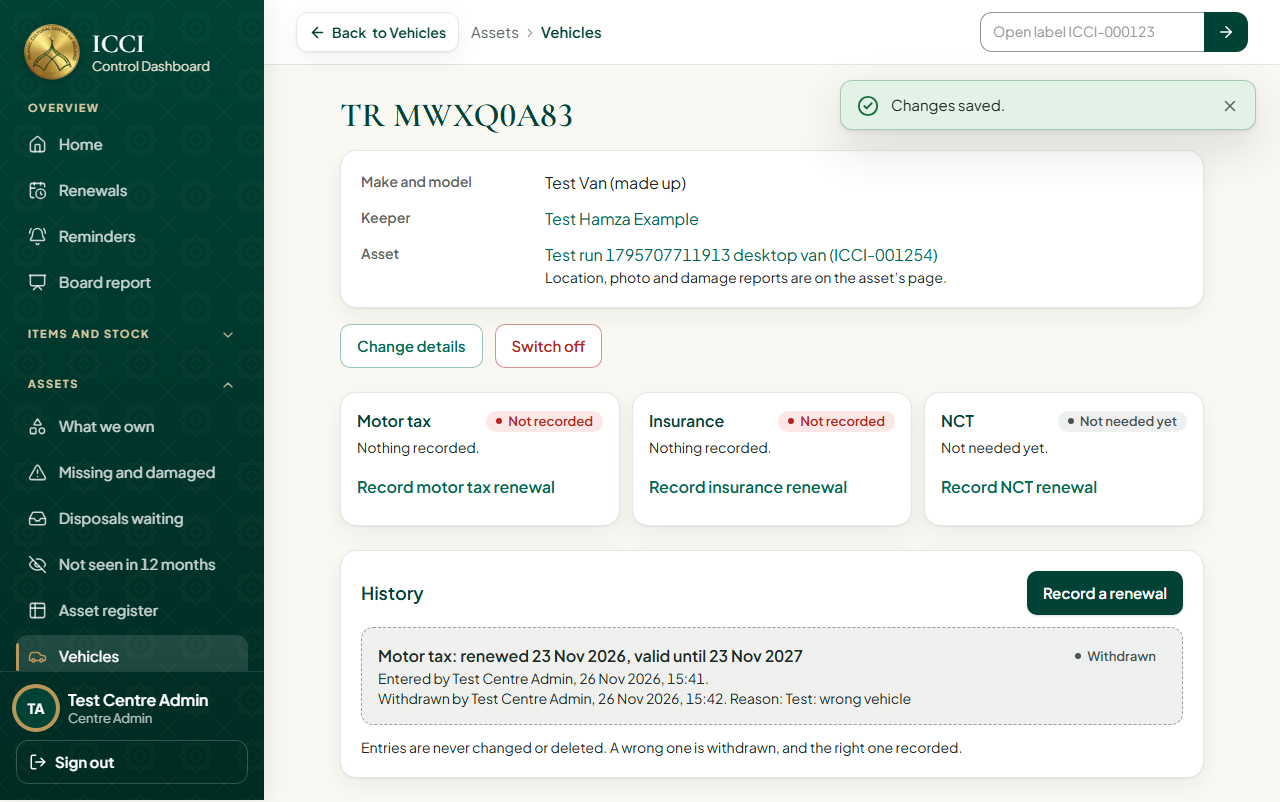 ICCI
Control Dashboard
OVERVIEW
Home
Renewals
Reminders
Board report
ITEMS AND STOCK
ASSETS
What we own
Missing and damaged
Disposals waiting
Not seen in 12 months
Asset register
Vehicles
TA
Test Centre Admin
Centre Admin
Sign out
Back to Vehicles
Assets
Vehicles
Open label ICCI-000123
Changes saved.
TR MWXQ0A83
Make and model
Test Van (made up)
Keeper
Test Hamza Example
Asset
Test run 1795707711913 desktop van (ICCI-001254)
Location, photo and damage reports are on the asset's page.
Change details
Switch off
Motor tax
Not recorded
Nothing recorded.
Record motor tax renewal
Insurance
Not recorded
Nothing recorded.
Record insurance renewal
NCT
Not needed yet
Not needed yet.
Record NCT renewal
History
Record a renewal
Motor tax: renewed 23 Nov 2026, valid until 23 Nov 2027
Withdrawn
Entered by Test Centre Admin, 26 Nov 2026, 15:41.
Withdrawn by Test Centre Admin, 26 Nov 2026, 15:42. Reason: Test: wrong vehicle
Entries are never changed or deleted. A wrong one is withdrawn, and the right one recorded.